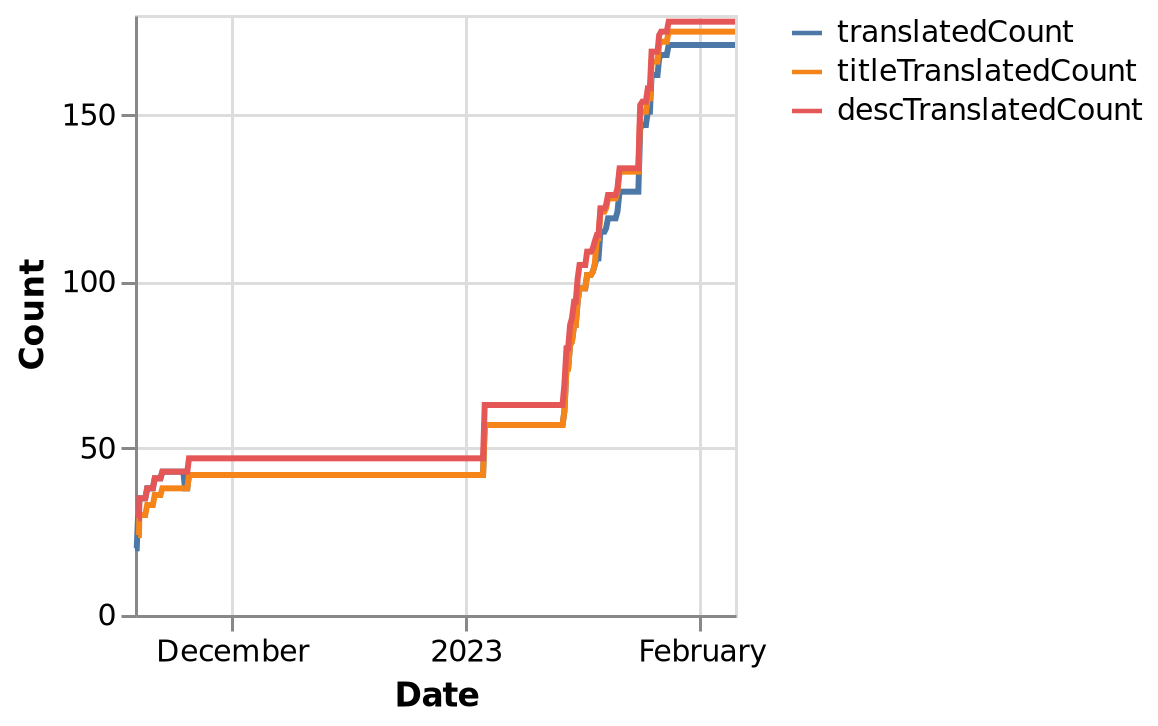 translatedCount
titleTranslatedCount
descTranslatedCount
150
100
50
0
Count
December
2023
February
Date